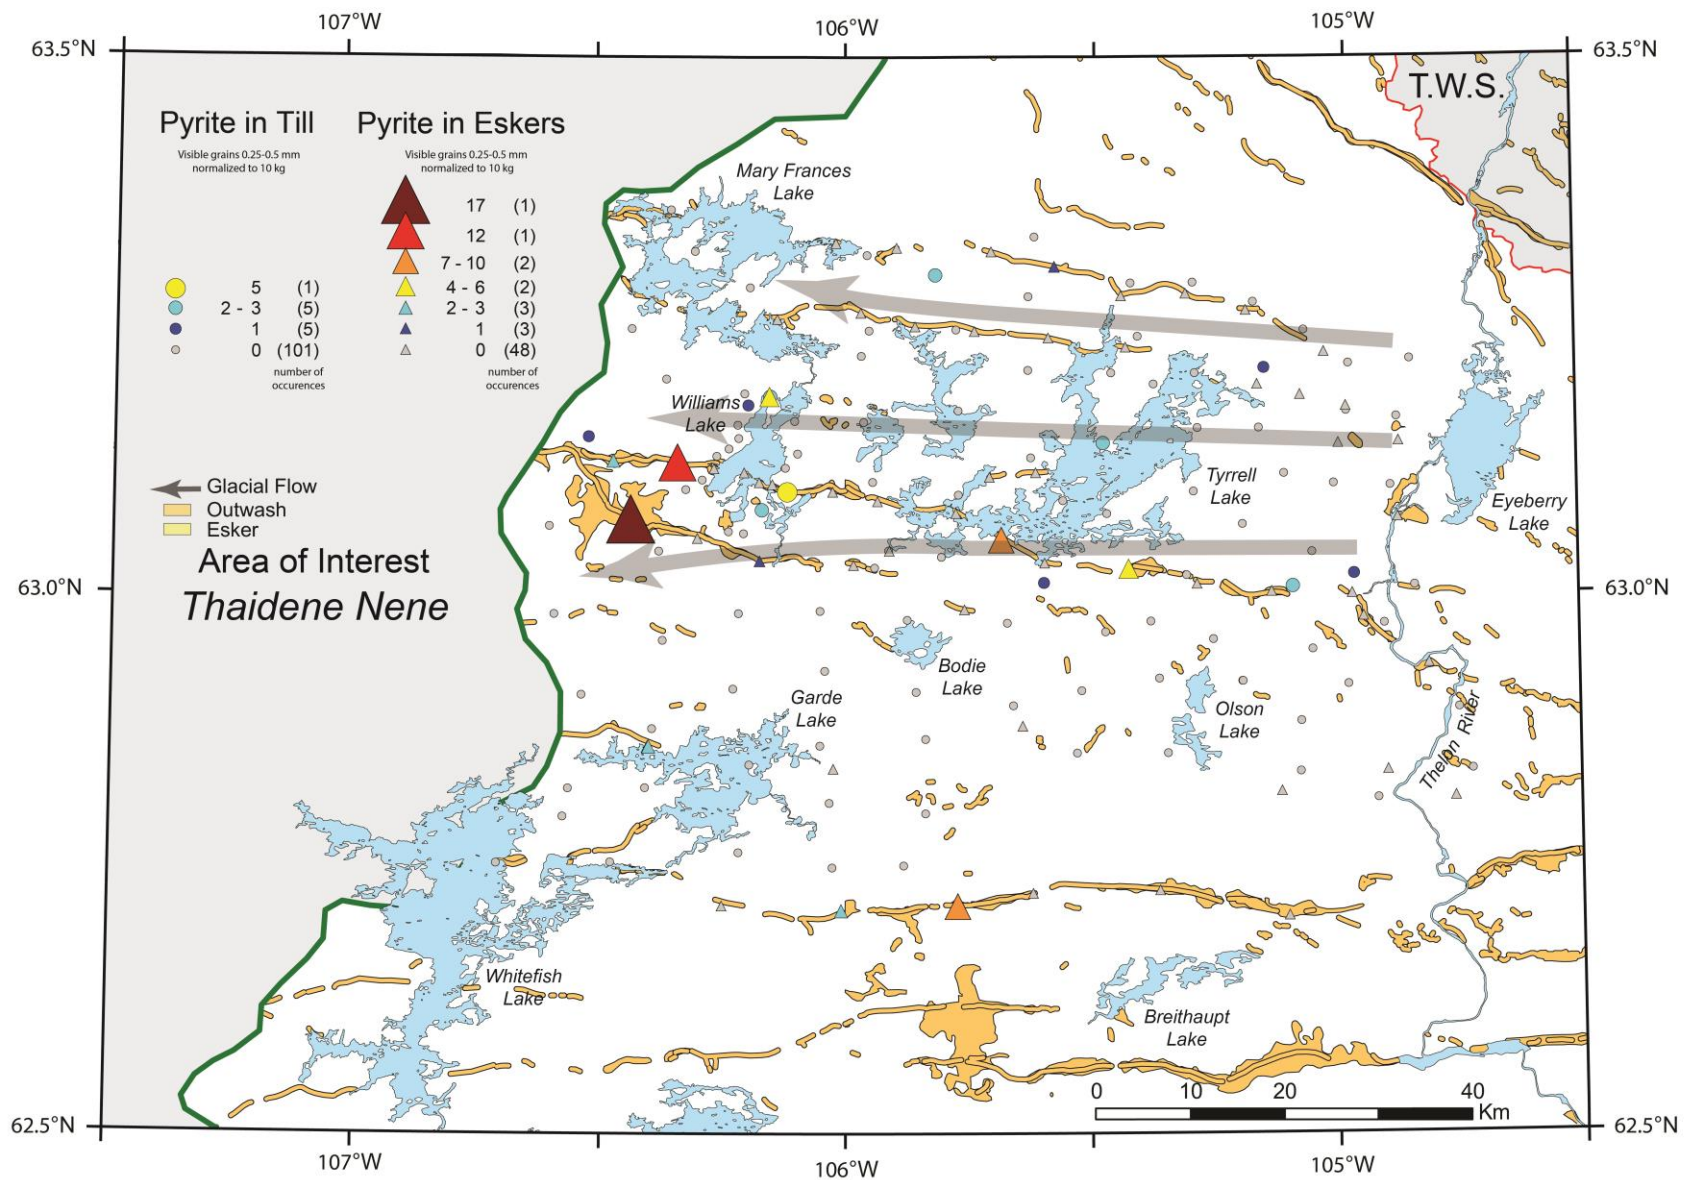 107°W
106°W
105°W
63.5°N
63.5°N
T.W.S.
Pyrite in Till
Pyrite in Eskers
Visible grains 0.25-0.5 mm
normalized to 10 kg
Visible grains 0.25-0.5 mm
normalized to 10 kg
17 (1)
12 (1)
7 - 10 (2)
5 (1)
4 - 6 (2)
2 - 3 (5)
2 - 3 (3)
1 (5)
1 (3)
0 (101)
0 (48)
number of
occurences
number of
occurences
Mary Frances
Lake
Williams
Lake
Tyrrell
Lake
Eyeberry
Lake
Glacial Flow
Outwash
Esker
Area of Interest
Thaidene Nene
63.0°N
63.0°N
Bodie
Lake
Garde
Lake
Olson
Lake
Thelon River
Whitefish
Lake
Breithaupt
Lake
0 10 20 40
Km
62.5°N
62.5°N
107°W
106°W
105°W